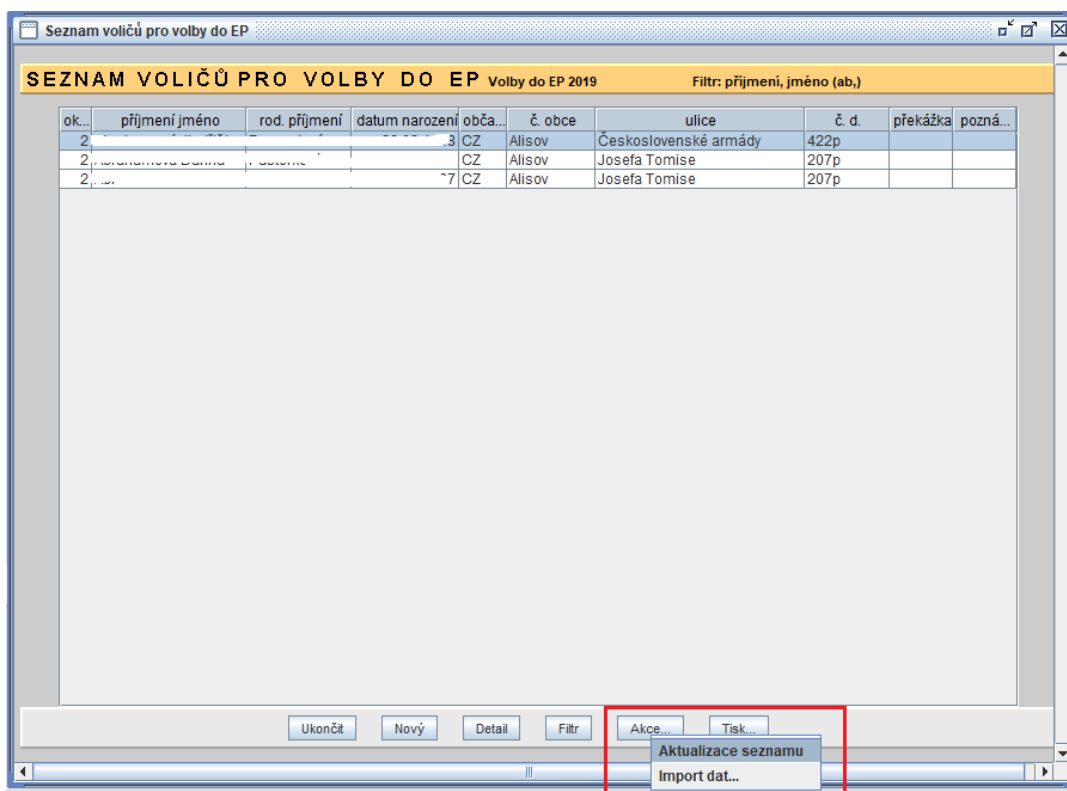 Seznam voličů pro volby do EP
SEZNAM VOLIČŮ PRO VOLBY DO EP Volby do EP 2019 Filtr: příjmení, jméno (ab,)
ok... příjmení jméno rod. příjmení datum narození obča... č. obce ulice č. d. překážka pozná...
2 3 CZ Alisov Československé armády 422p
2 CZ Alisov Josefa Tomise 207p
2 7 CZ Alisov Josefa Tomise 207p
Ukončit Nový Detail Filtr Akce... Tisk...
Aktualizace seznamu
Import dat...